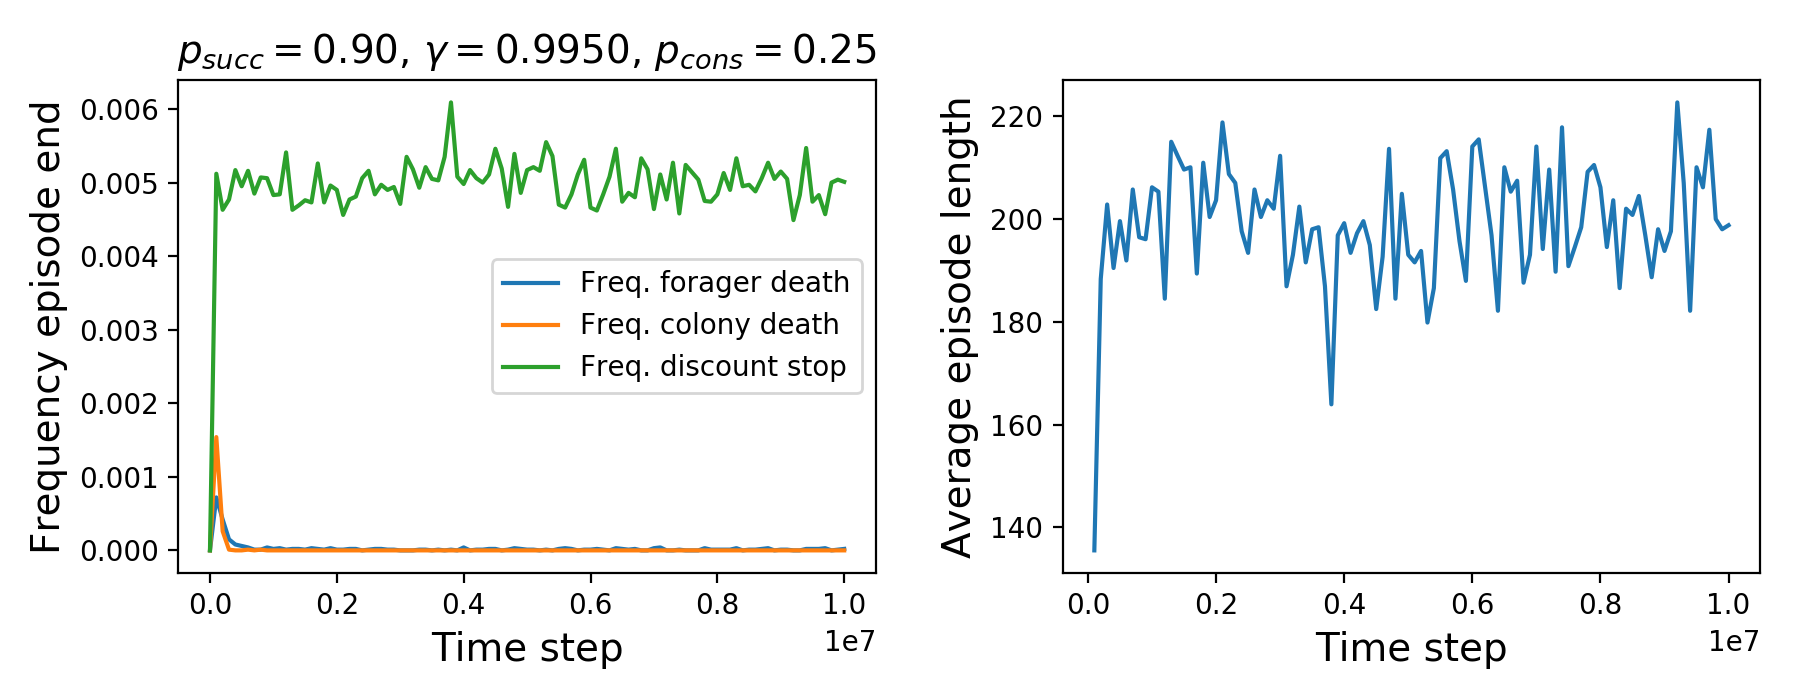 p_succ = 0.90, γ = 0.9950, p_cons = 0.25
Frequency episode end
0.006
0.005
0.004
0.003
0.002
0.001
0.000
Freq. forager death
Freq. colony death
Freq. discount stop
0.0 0.2 0.4 0.6 0.8 1.0
1e7
Time step
Average episode length
220
200
180
160
140
0.0 0.2 0.4 0.6 0.8 1.0
1e7
Time step